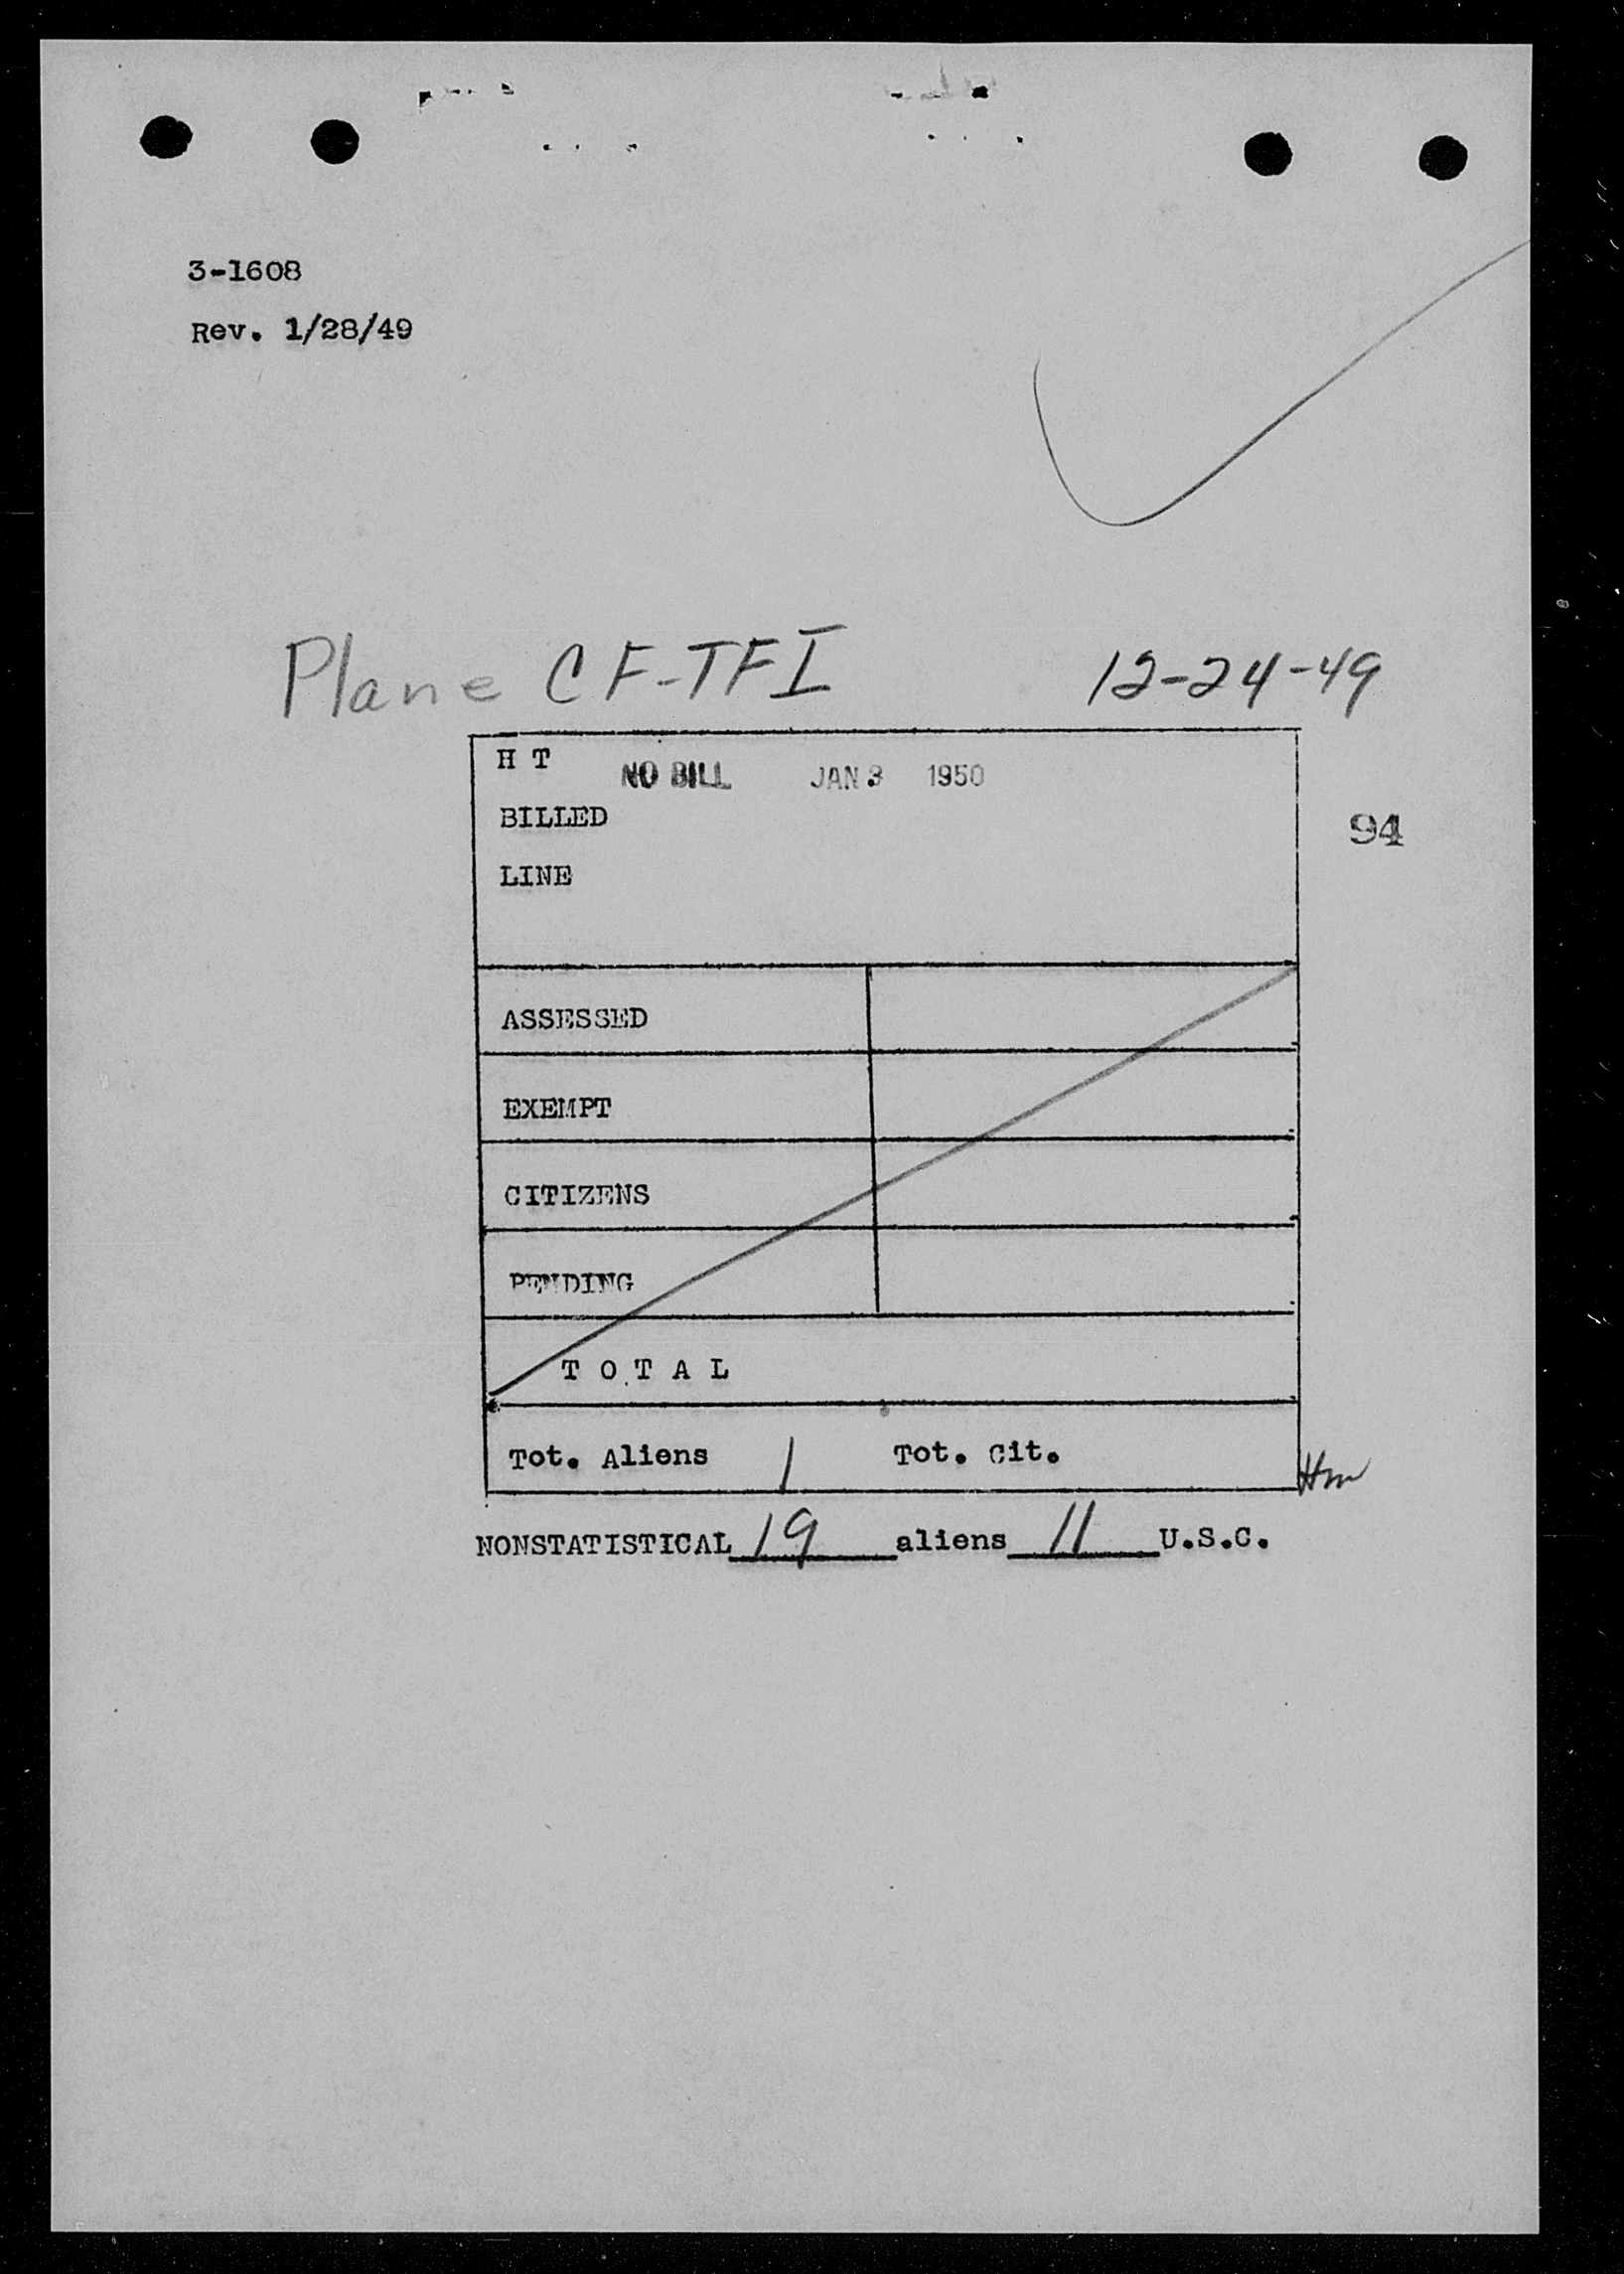 3-1608
Rev. 1/28/49
Plane CF-TFI 12-24-49
H T NO BILL JAN 3 1950
BILLED
94
LINE
ASSESSED
EXEMPT
CITIZENS
PENDING
T O T A L
Tot. Aliens 1 Tot. Cit.
NONSTATISTICAL 19 aliens 11 U.S.C.